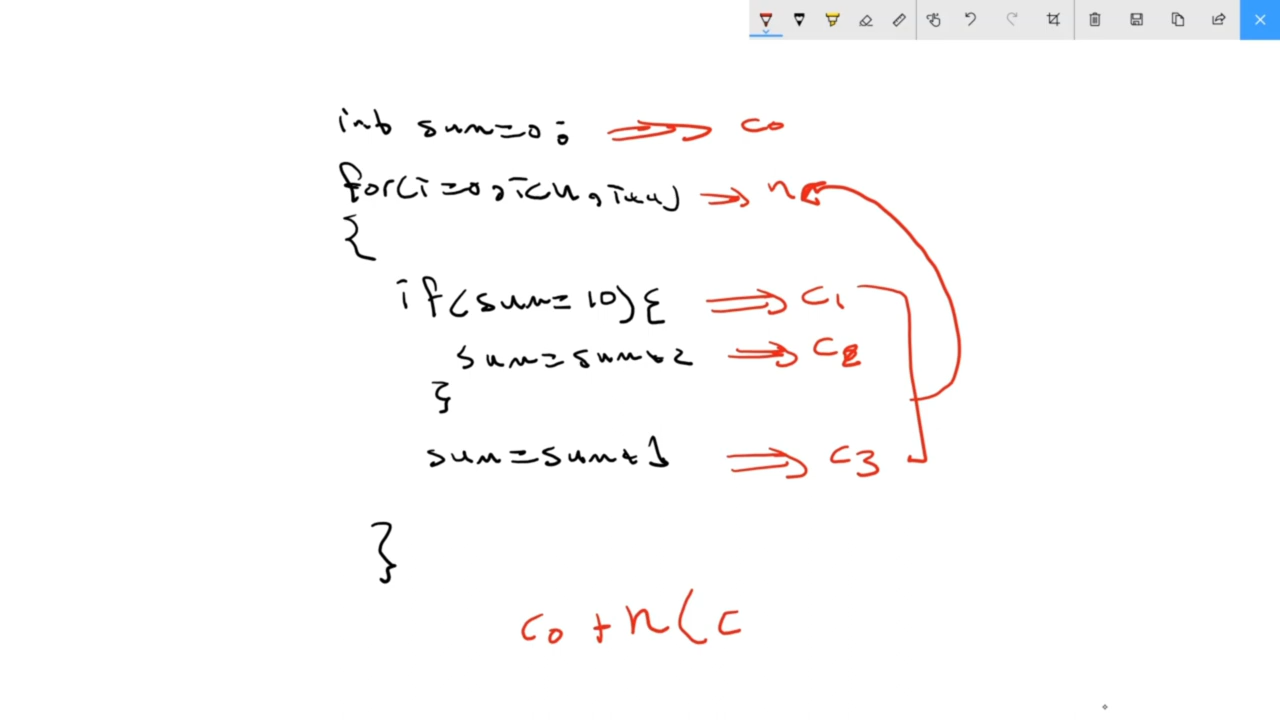 int sum=0; c0
for(i=0,i<n,i++) n
{
if(sum=10){ c1
sum=sum+2 c2
}
sum=sum+1 c3
}
c0 + n(c